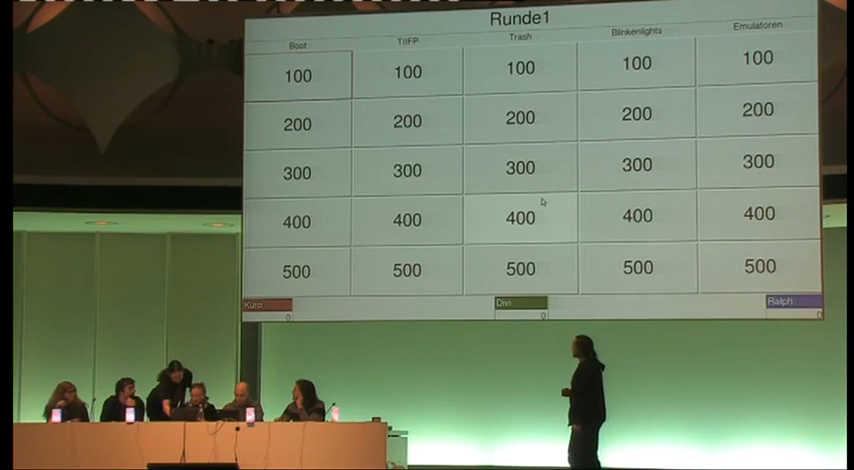 Runde1
Boot TIIFP Trash Blinkenlights Emulatoren
100 100 100 100 100
200 200 200 200 200
300 300 300 300 300
400 400 400 400 400
500 500 500 500 500
Kuro Divi Ralph
0 0 0